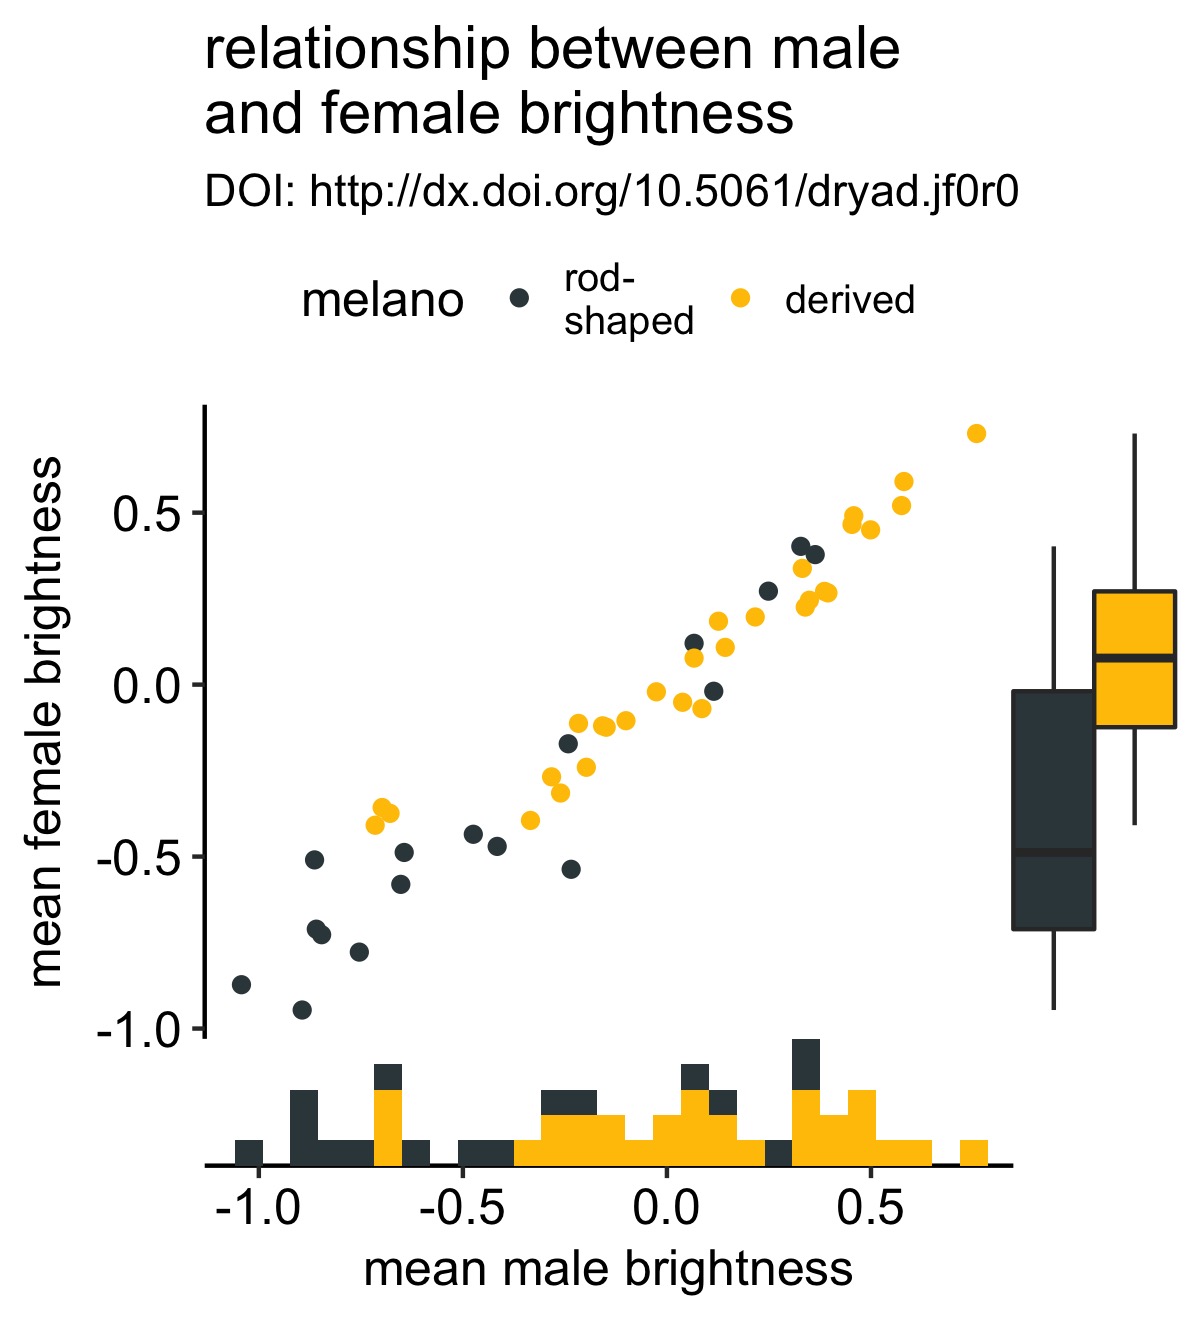 relationship between male
and female brightness
DOI: http://dx.doi.org/10.5061/dryad.jf0r0
melano
rod-
shaped
derived
mean female brightness
0.5
0.0
-0.5
-1.0
-1.0
-0.5
0.0
0.5
mean male brightness